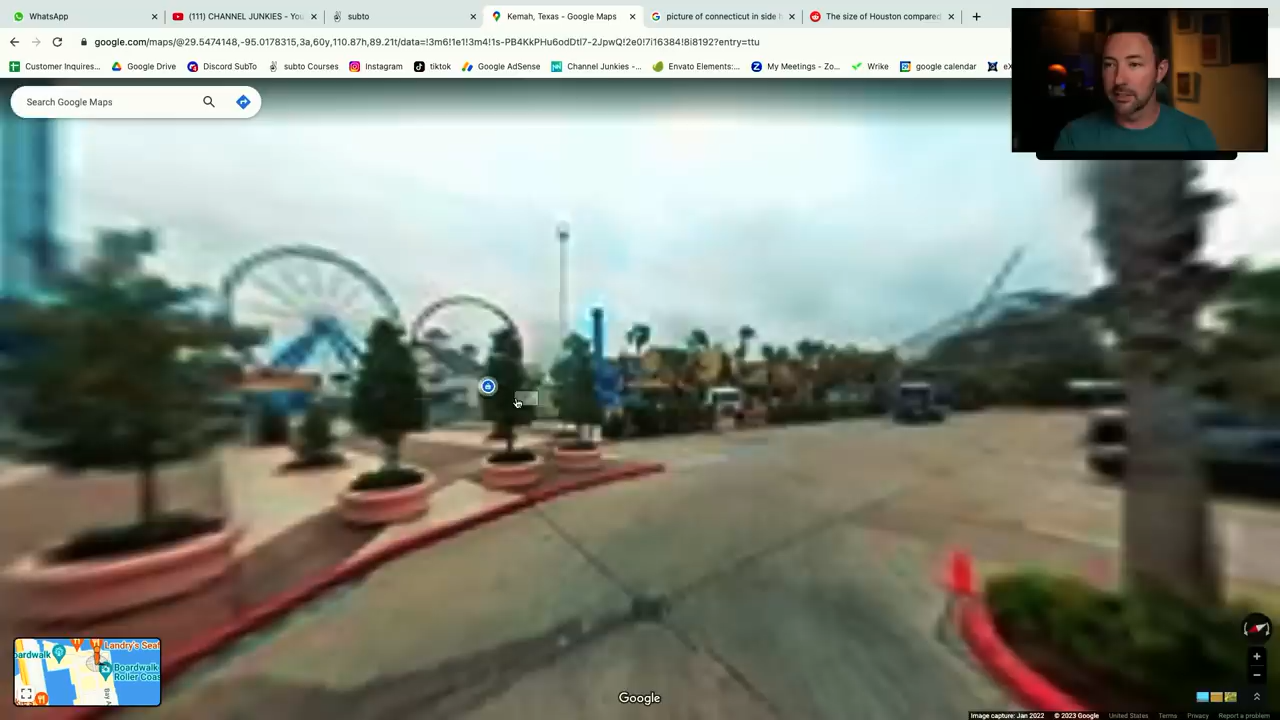 WhatsApp
(111) CHANNEL JUNKIES - You
subto
Kemah, Texas - Google Maps
picture of connecticut in side h
The size of Houston compared
google.com/maps/@29.5474148,-95.0178315,3a,60y,110.87h,89.21t/data=!3m6!1e1!3m4!1s-PB4KkPHu6odDtl7-2JpwQ!2e0!7i16384!8i8192?entry=ttu
Customer Inquires...
Google Drive
Discord SubTo
subto Courses
Instagram
tiktok
Google AdSense
Channel Junkies -...
Envato Elements:...
My Meetings - Zo...
Wrike
google calendar
Search Google Maps
Landry's Seaf
oardwalk
Boardwalk
Roller Coas
Google
Image capture: Jan 2022
© 2023 Google
United States
Terms
Privacy
Report a problem